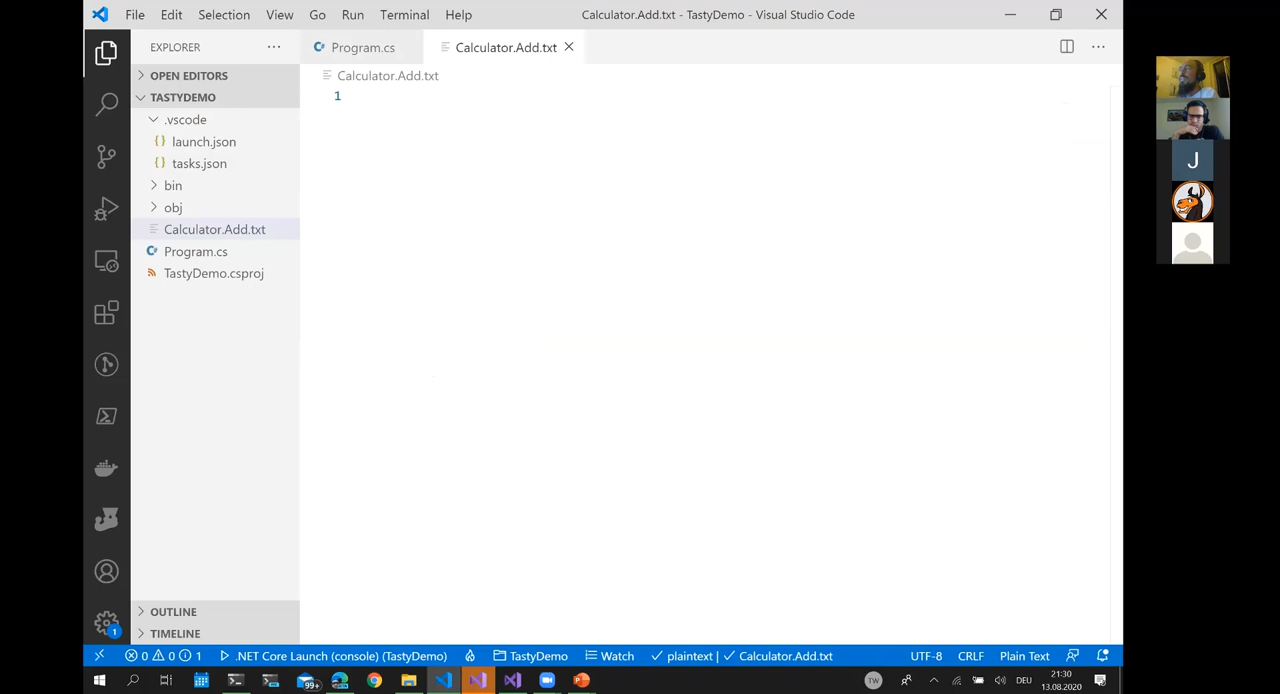 File Edit Selection View Go Run Terminal Help
Calculator.Add.txt - TastyDemo - Visual Studio Code
EXPLORER
Program.cs
Calculator.Add.txt
OPEN EDITORS
TASTYDEMO
.vscode
launch.json
tasks.json
bin
obj
Calculator.Add.txt
Program.cs
TastyDemo.csproj
OUTLINE
TIMELINE
Calculator.Add.txt
1
J
1
0 0 1 .NET Core Launch (console) (TastyDemo) TastyDemo Watch plaintext | Calculator.Add.txt UTF-8 CRLF Plain Text
99+ TW DEU 21:30
13.08.2020